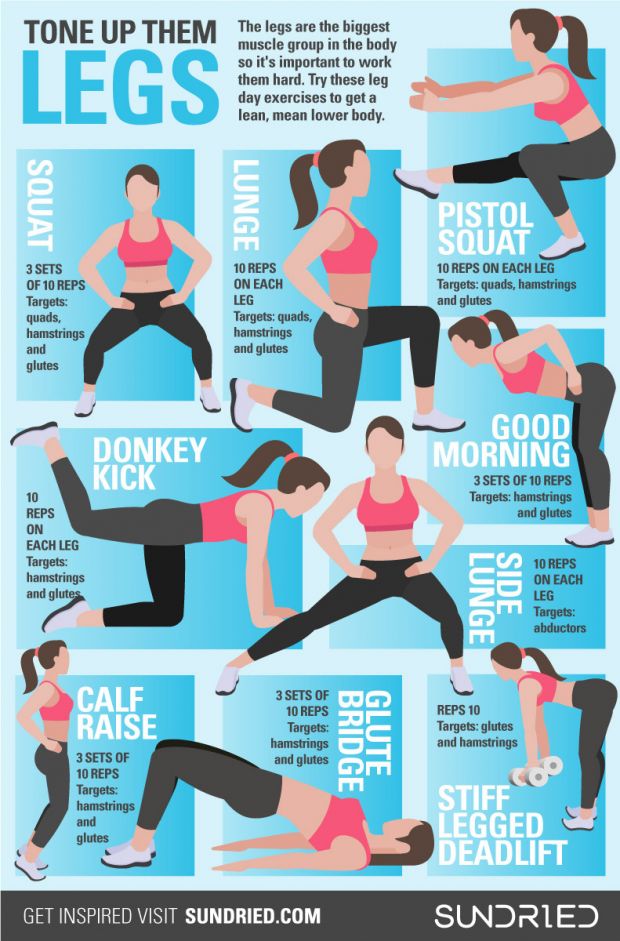 TONE UP THEM
LEGS
The legs are the biggest
muscle group in the body
so it's important to work
them hard. Try these leg
day exercises to get a
lean, mean lower body.
SQUAT
3 SETS
OF 10 REPS
Targets:
quads,
hamstrings
and
glutes
LUNGE
10 REPS
ON EACH
LEG
Targets: quads,
hamstrings
and glutes
PISTOL
SQUAT
10 REPS ON EACH LEG
Targets: quads, hamstrings
and glutes
DONKEY
KICK
10
REPS
ON
EACH LEG
Targets:
hamstrings
and glutes
GOOD
MORNING
3 SETS OF 10 REPS
Targets: hamstrings
and glutes
SIDE
LUNGE
10 REPS
ON EACH
LEG
Targets:
abductors
CALF
RAISE
3 SETS OF
10 REPS
Targets:
hamstrings
and
glutes
GLUTE
BRIDGE
3 SETS OF
10 REPS
Targets:
hamstrings
and glutes
REPS 10
Targets: glutes
and hamstrings
STIFF
LEGGED
DEADLIFT
GET INSPIRED VISIT SUNDRIED.COM
SUNDRIED